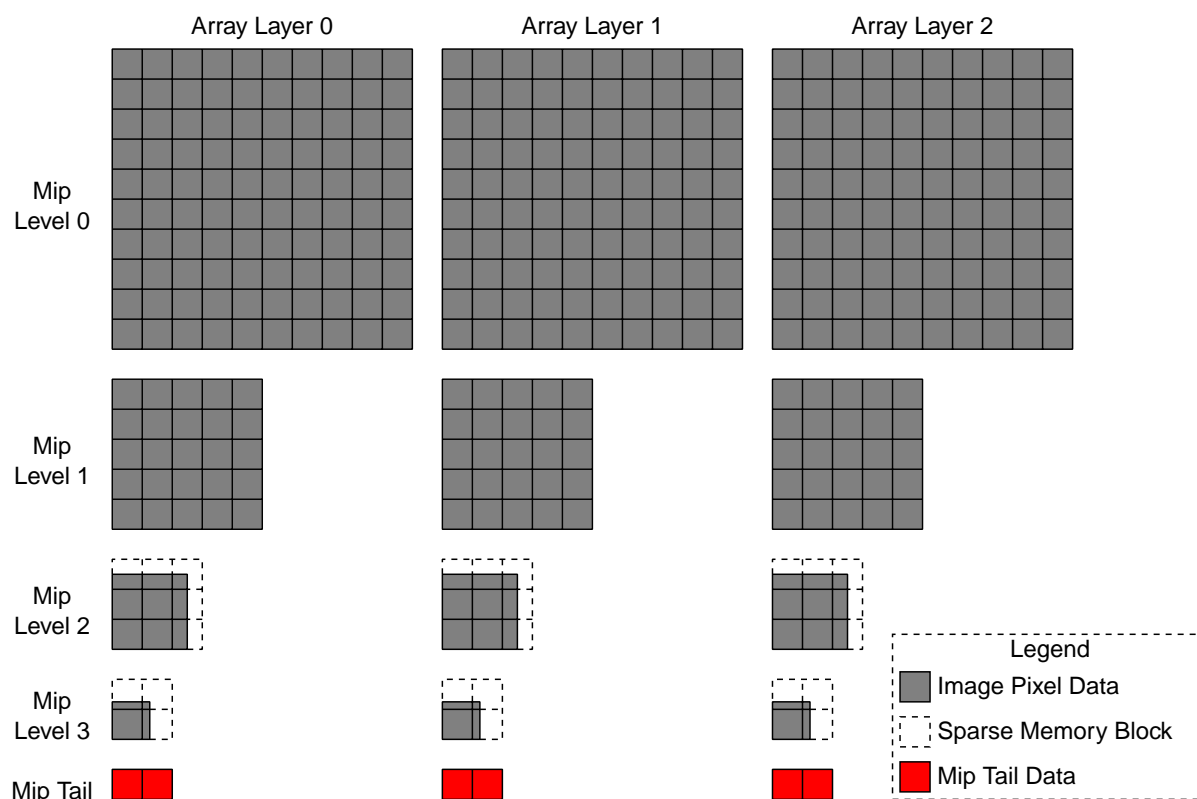 Array Layer 0
Array Layer 1
Array Layer 2
Mip
Level 0
Mip
Level 1
Mip
Level 2
Mip
Level 3
Mip Tail
Legend
Image Pixel Data
Sparse Memory Block
Mip Tail Data